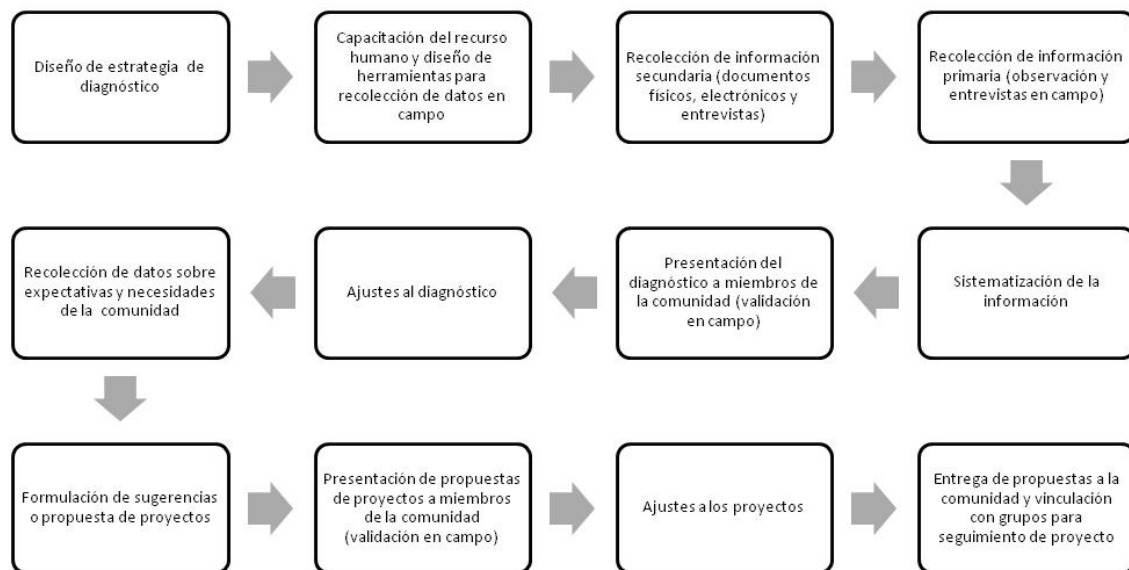 Diseño de estrategia de
diagnóstico
Capacitación del recurso
humano y diseño de
herramientas para
recolección de datos en
campo
Recolección de información
secundaria (documentos
físicos, electrónicos y
entrevistas)
Recolección de información
primaria (observación y
entrevistas en campo)
Sistematización de la
información
Presentación del
diagnóstico a miembros de
la comunidad (validación
en campo)
Ajustes al diagnóstico
Recolección de datos sobre
expectativas y necesidades
de la comunidad
Formulación de sugerencias
o propuesta de proyectos
Presentación de propuestas
de proyectos a miembros
de la comunidad
(validación en campo)
Ajustes a los proyectos
Entrega de propuestas a la
comunidad y vinculación
con grupos para
seguimiento de proyecto